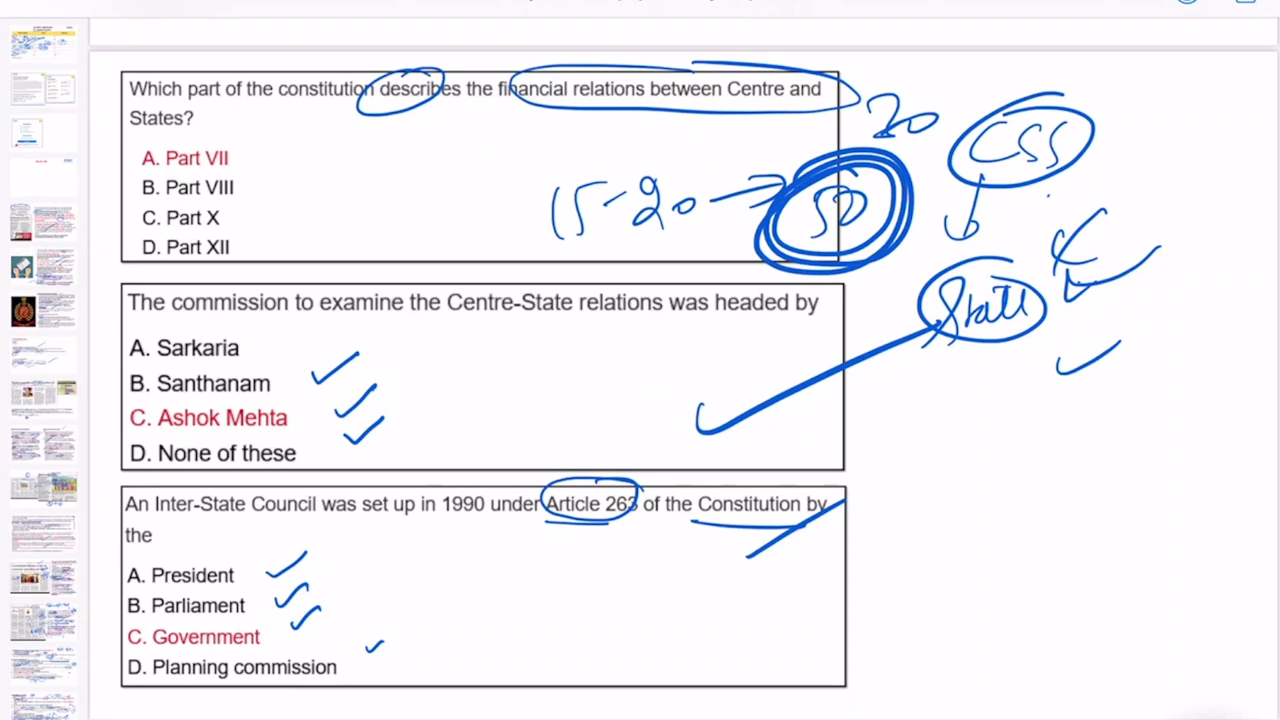 Which part of the constitution describes the financial relations between Centre and
States?
A. Part VII
B. Part VIII
C. Part X
D. Part XII
20
CSS
15-20
50
State
The commission to examine the Centre-State relations was headed by
A. Sarkaria
B. Santhanam
C. Ashok Mehta
D. None of these
An Inter-State Council was set up in 1990 under Article 263 of the Constitution by
the
A. President
B. Parliament
C. Government
D. Planning commission